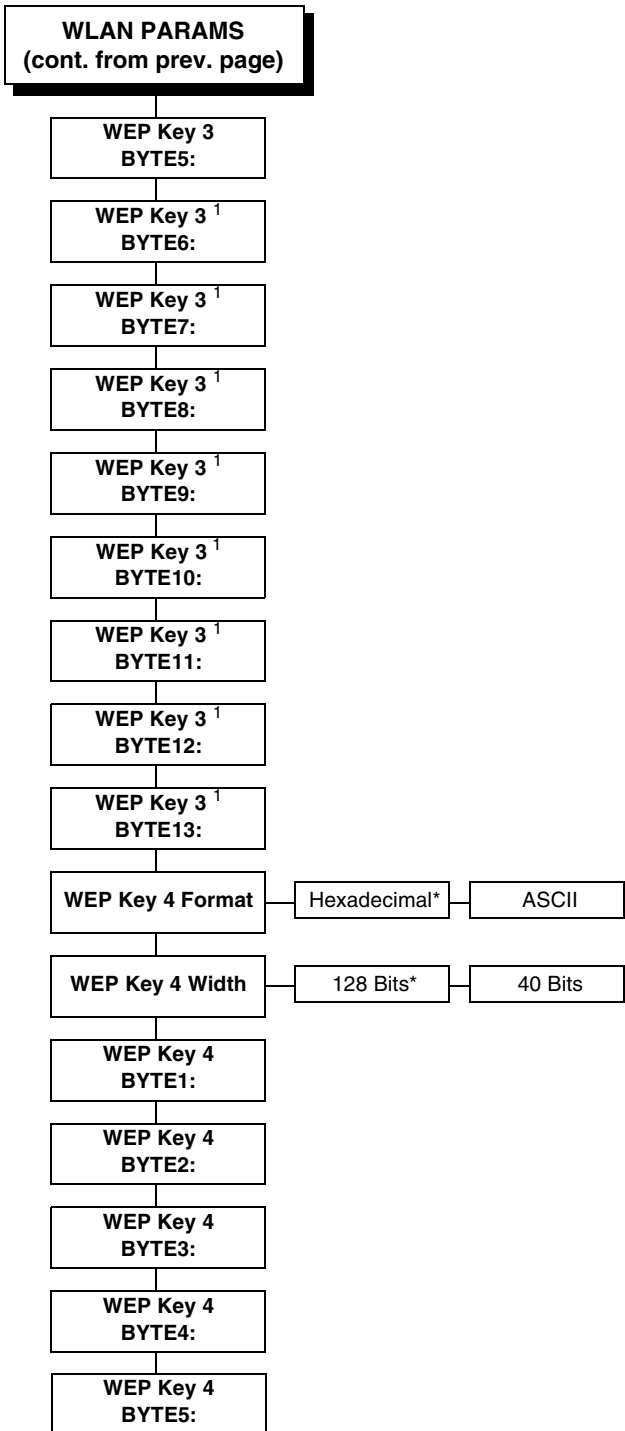 WLAN PARAMS
(cont. from prev. page)
WEP Key 3
BYTE5:
WEP Key 3 1
BYTE6:
WEP Key 3 1
BYTE7:
WEP Key 3 1
BYTE8:
WEP Key 3 1
BYTE9:
WEP Key 3 1
BYTE10:
WEP Key 3 1
BYTE11:
WEP Key 3 1
BYTE12:
WEP Key 3 1
BYTE13:
WEP Key 4 Format Hexadecimal* ASCII
WEP Key 4 Width 128 Bits* 40 Bits
WEP Key 4
BYTE1:
WEP Key 4
BYTE2:
WEP Key 4
BYTE3:
WEP Key 4
BYTE4:
WEP Key 4
BYTE5: